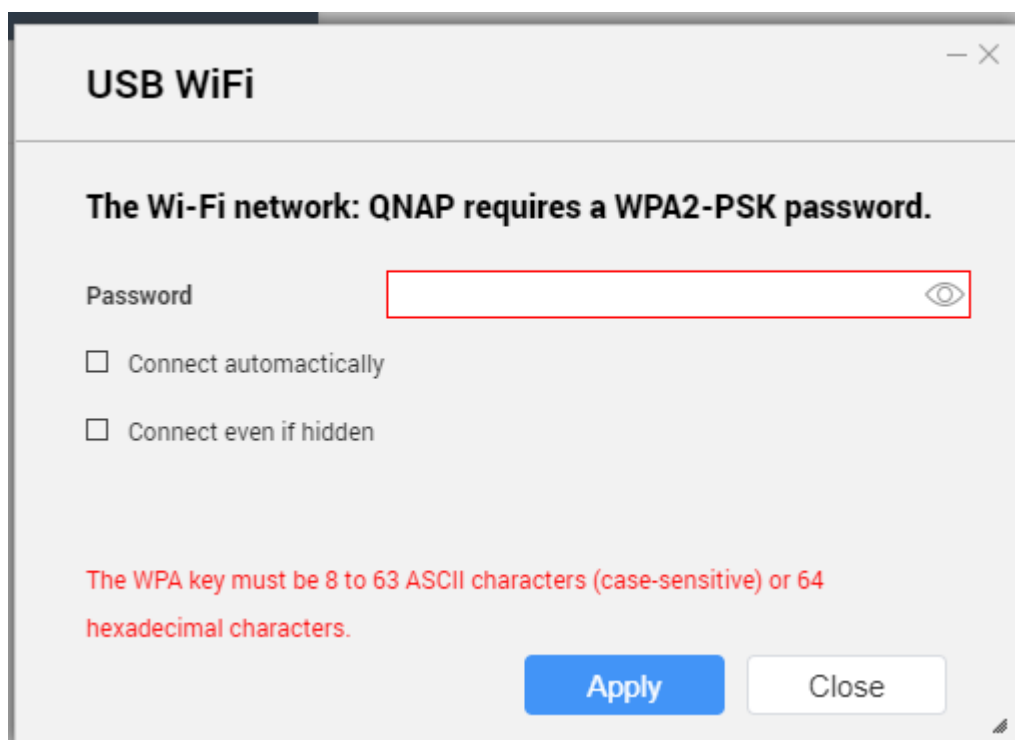 USB WiFi
The Wi-Fi network: QNAP requires a WPA2-PSK password.
Password
Connect automactically
Connect even if hidden
The WPA key must be 8 to 63 ASCII characters (case-sensitive) or 64
hexadecimal characters.
Apply Close